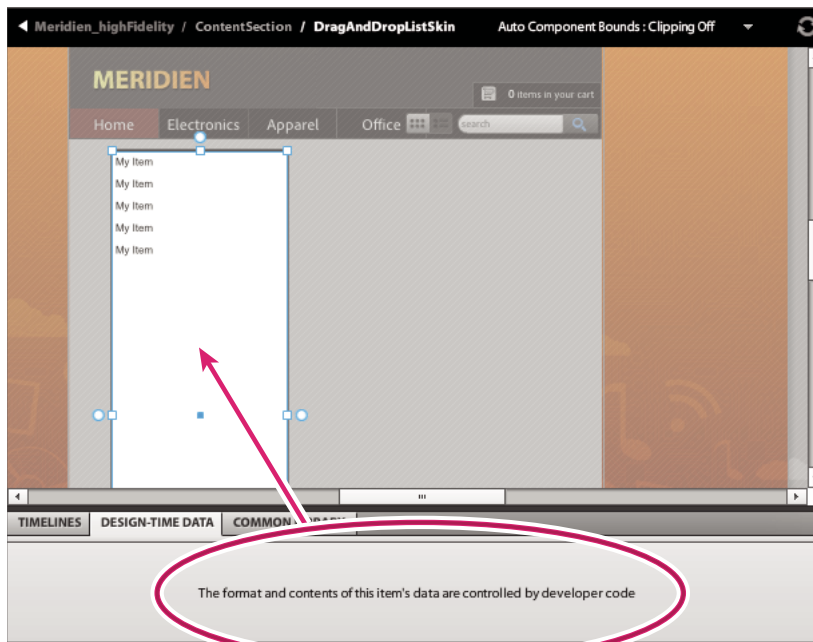 Meridien_highFidelity / ContentSection / DragAndDropListSkin Auto Component Bounds : Clipping Off
MERIDIEN
0 items in your cart
Home Electronics Apparel Office search
My Item
My Item
My Item
My Item
My Item
TIMELINES DESIGN-TIME DATA COMMON LIBRARY
The format and contents of this item's data are controlled by developer code